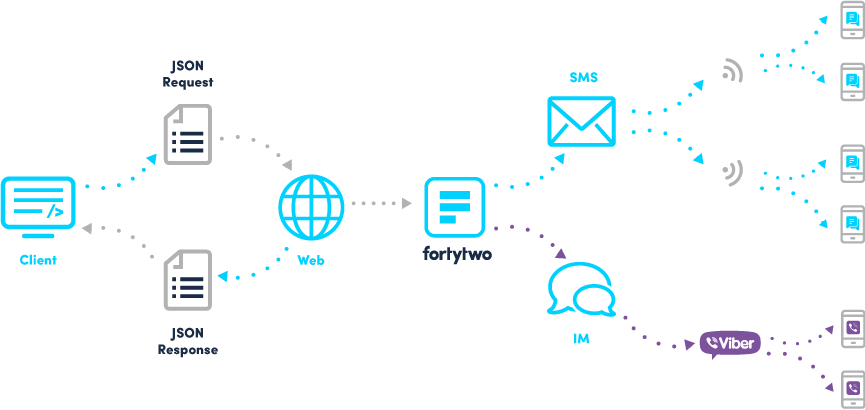 JSON
Request
SMS
/>
Client
Web
fortytwo
JSON
Response
IM
Viber